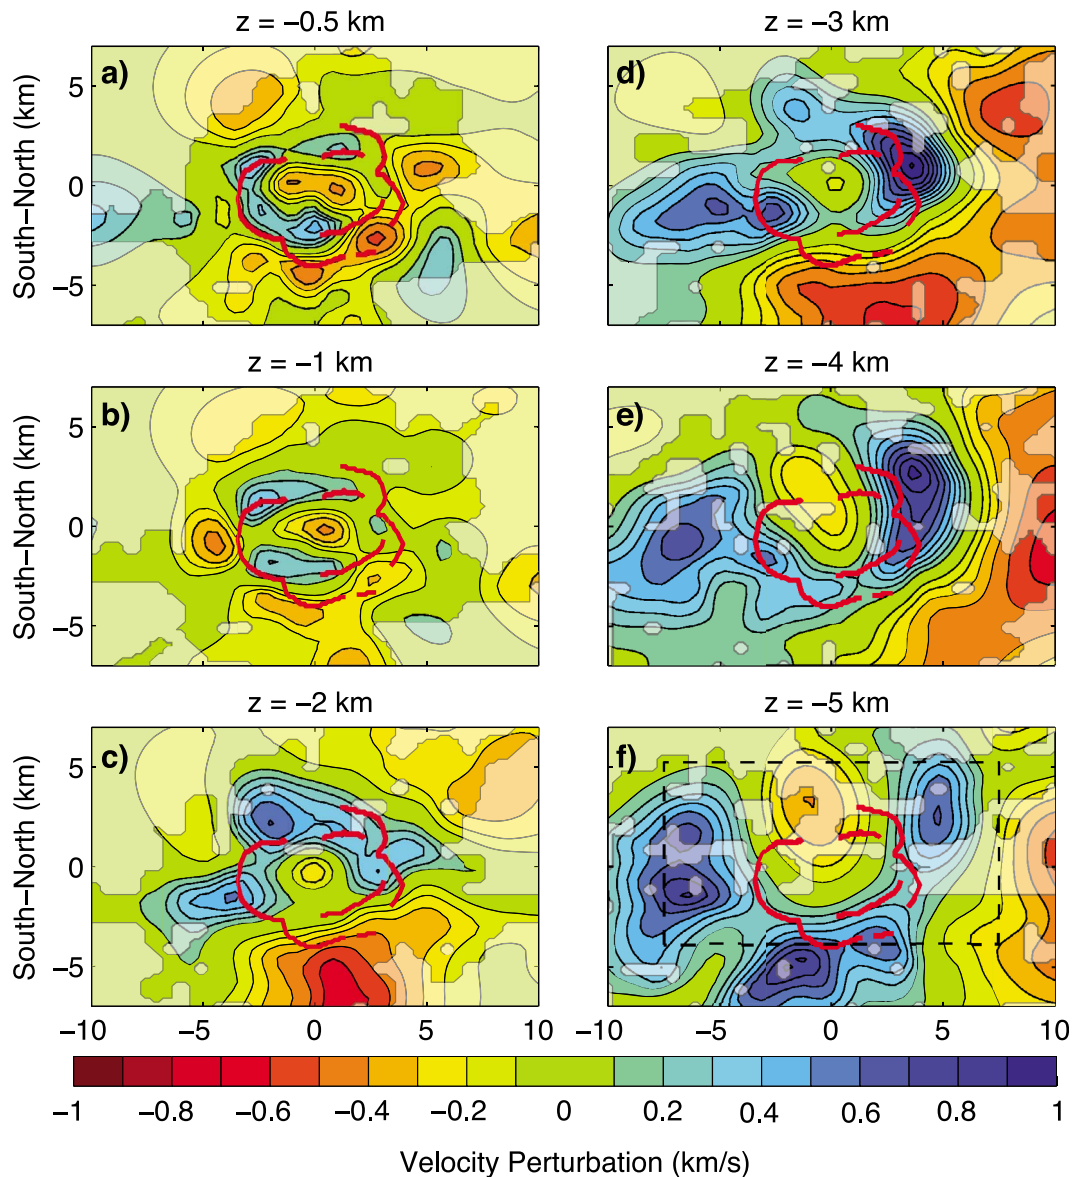 z = −0.5 km
z = −3 km
a)
d)
5
0
−5
South−North (km)
z = −1 km
z = −4 km
b)
e)
5
0
−5
South−North (km)
z = −2 km
z = −5 km
c)
f)
5
0
−5
South−North (km)
−10 −5 0 5 10
−10 −5 0 5 10
−1 −0.8 −0.6 −0.4 −0.2 0 0.2 0.4 0.6 0.8 1
Velocity Perturbation (km/s)